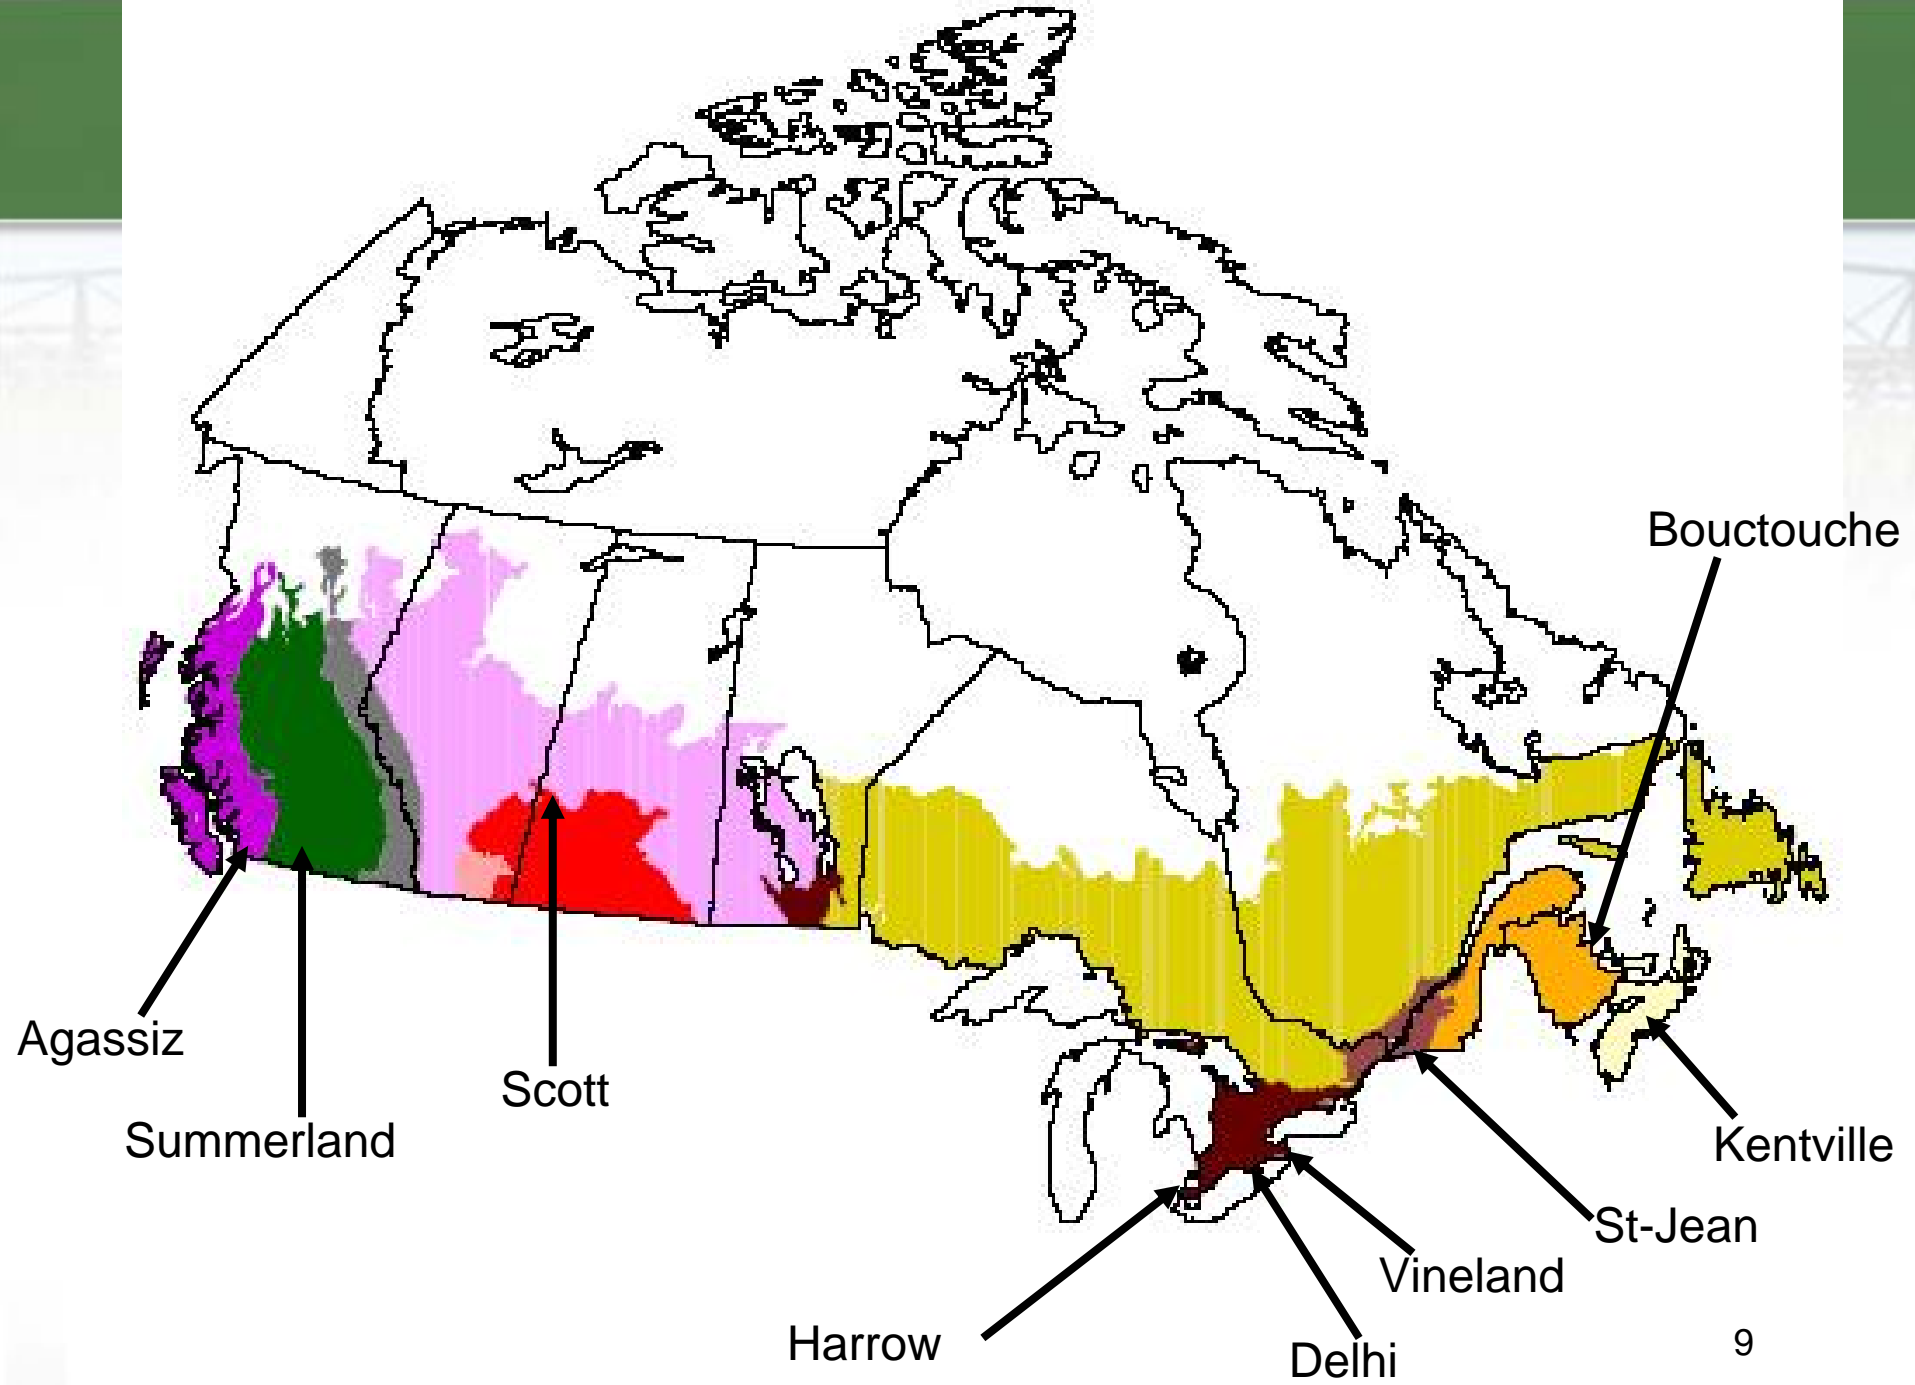 Bouctouche
Agassiz
Scott
Summerland
Kentville
St-Jean
Vineland
Harrow
Delhi
9